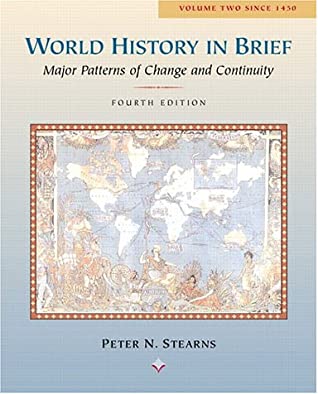 VOLUME TWO SINCE 1450
WORLD HISTORY IN BRIEF
Major Patterns of Change and Continuity
FOURTH EDITION
PETER N. STEARNS